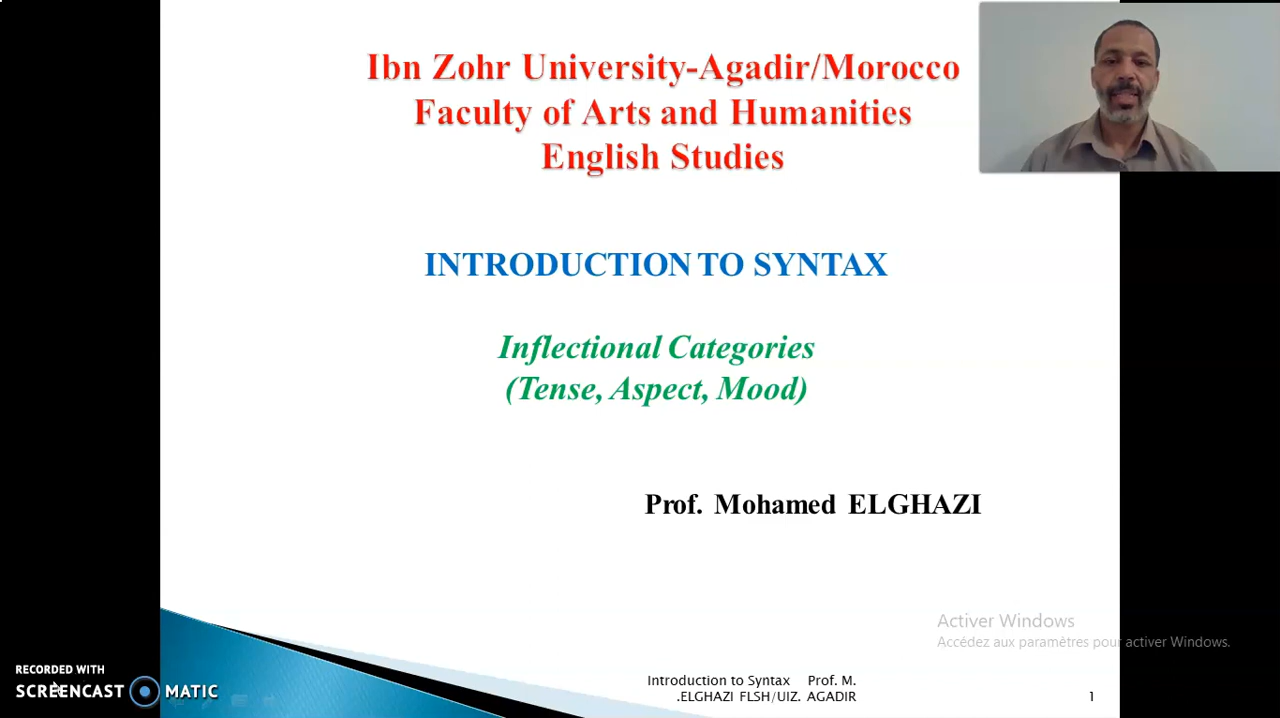 Ibn Zohr University-Agadir/Morocco
Faculty of Arts and Humanities
English Studies
INTRODUCTION TO SYNTAX
Inflectional Categories
(Tense, Aspect, Mood)
Prof. Mohamed ELGHAZI
Activer Windows
Accédez aux paramètres pour activer Windows.
RECORDED WITH
SCREENCAST MATIC
Introduction to Syntax Prof. M.
.ELGHAZI FLSH/UIZ. AGADIR
1